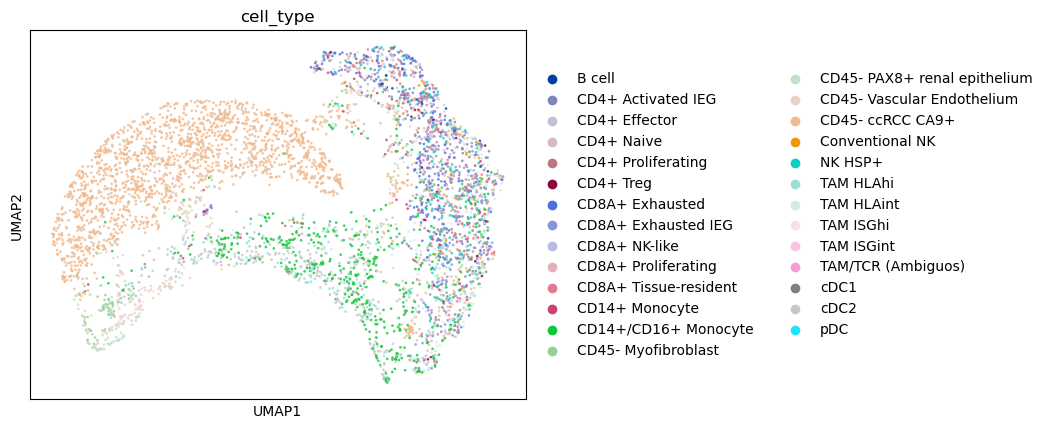 cell_type
UMAP2
UMAP1
B cell
CD4+ Activated IEG
CD4+ Effector
CD4+ Naive
CD4+ Proliferating
CD4+ Treg
CD8A+ Exhausted
CD8A+ Exhausted IEG
CD8A+ NK-like
CD8A+ Proliferating
CD8A+ Tissue-resident
CD14+ Monocyte
CD14+/CD16+ Monocyte
CD45- Myofibroblast
CD45- PAX8+ renal epithelium
CD45- Vascular Endothelium
CD45- ccRCC CA9+
Conventional NK
NK HSP+
TAM HLAhi
TAM HLAint
TAM ISGhi
TAM ISGint
TAM/TCR (Ambiguos)
cDC1
cDC2
pDC